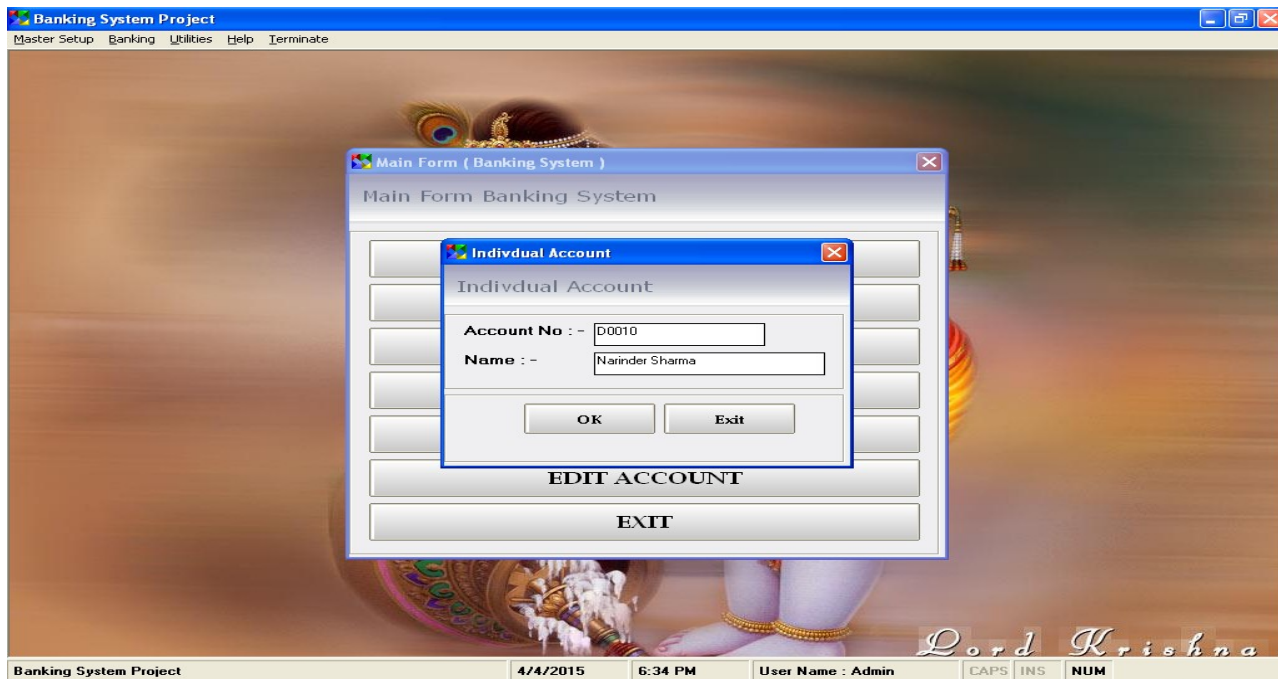 Banking System Project
Master Setup Banking Utilities Help Terminate
Main Form ( Banking System )
Main Form Banking System
Indivdual Account
Indivdual Account
Account No : - D0010
Name : - Narinder Sharma
OK Exit
EDIT ACCOUNT
EXIT
Lord Krishna
Banking System Project 4/4/2015 6:34 PM User Name : Admin CAPS INS NUM